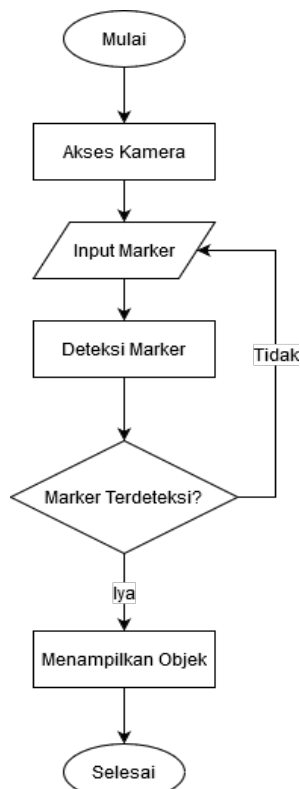 Mulai
Akses Kamera
Input Marker
Deteksi Marker
Tidak
Marker Terdeteksi?
Iya
Menampilkan Objek
Selesai